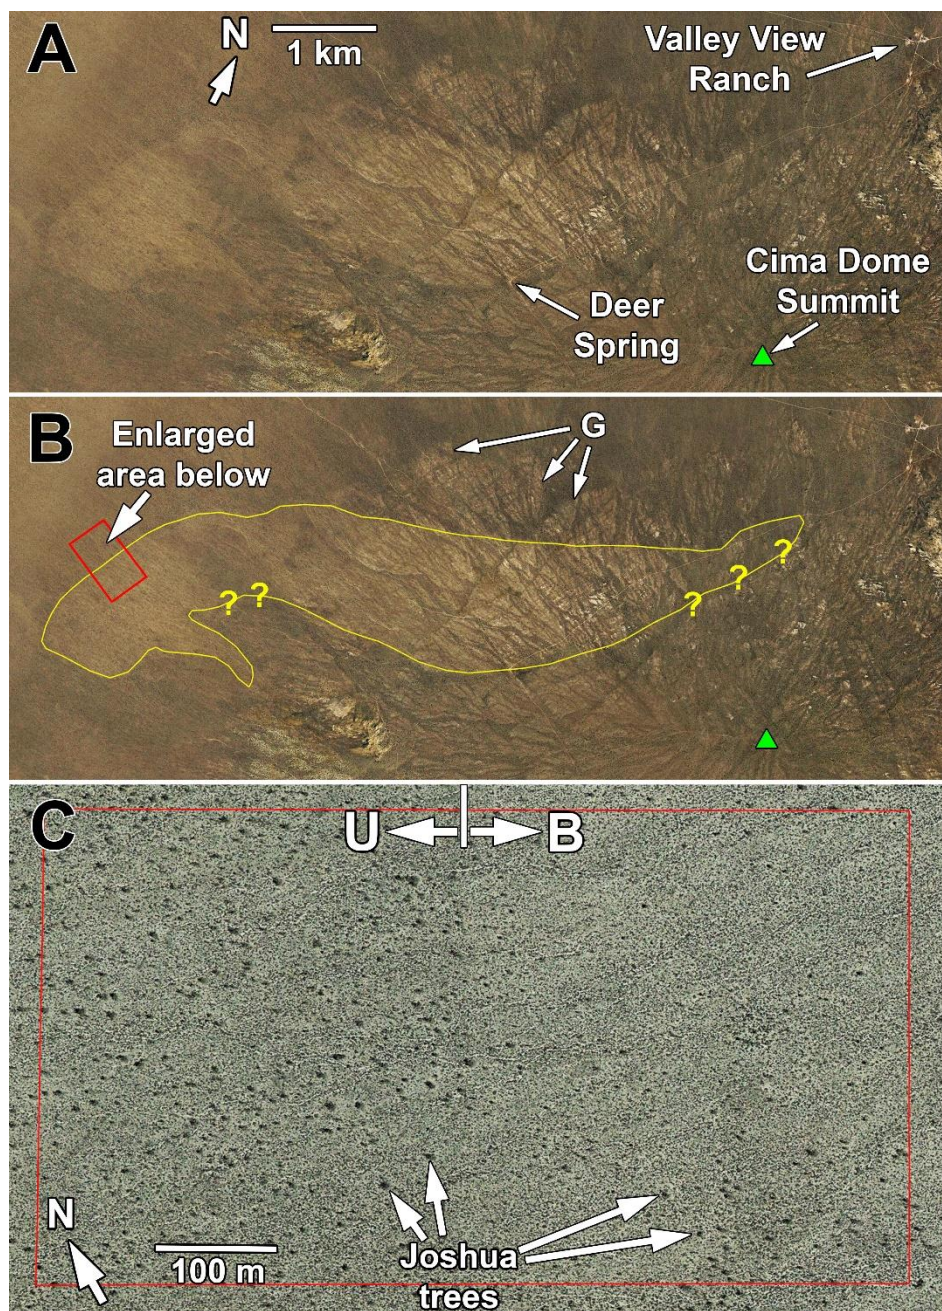 A
N
1 km
Valley View
Ranch
Cima Dome
Summit
Deer
Spring
B
Enlarged
area below
G
?
?
?
?
?
C
U
B
N
100 m
Joshua
trees